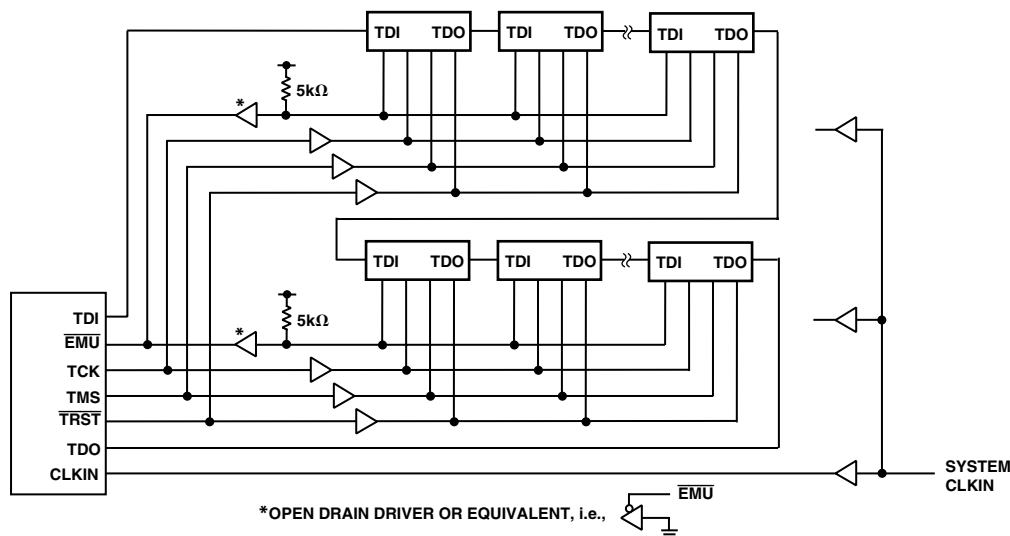 TDI TDO TDI TDO TDI TDO
*
5kΩ
TDI TDO TDI TDO TDI TDO
*
5kΩ
TDI
EMU
TCK
TMS
TRST
TDO
CLKIN
SYSTEM
CLKIN
*OPEN DRAIN DRIVER OR EQUIVALENT, i.e.,
EMU